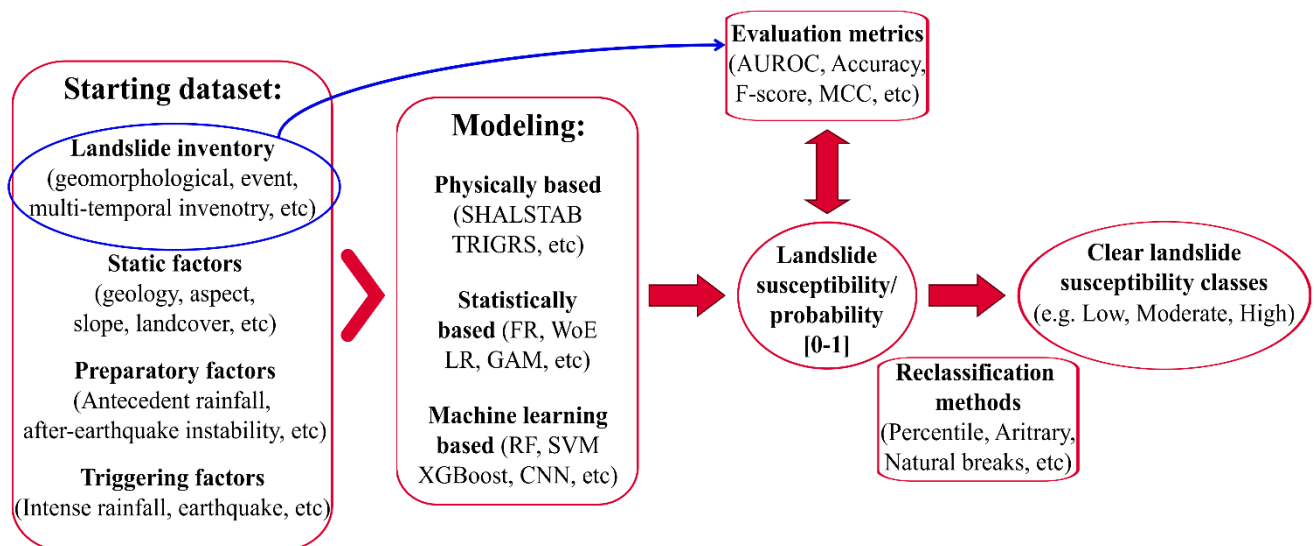 Starting dataset:
Landslide inventory
(geomorphological, event,
multi-temporal invenotry, etc)
Static factors
(geology, aspect,
slope, landcover, etc)
Preparatory factors
(Antecedent rainfall,
after-earthquake instability, etc)
Triggering factors
(Intense rainfall, earthquake, etc)
Modeling:
Physically based
(SHALSTAB
TRIGRS, etc)
Statistically
based (FR, WoE
LR, GAM, etc)
Machine learning
based (RF, SVM
XGBoost, CNN, etc)
Evaluation metrics
(AUROC, Accuracy,
F-score, MCC, etc)
Landslide
susceptibility/
probability
[0-1]
Reclassification
methods
(Percentile, Aritrary,
Natural breaks, etc)
Clear landslide
susceptibility classes
(e.g. Low, Moderate, High)